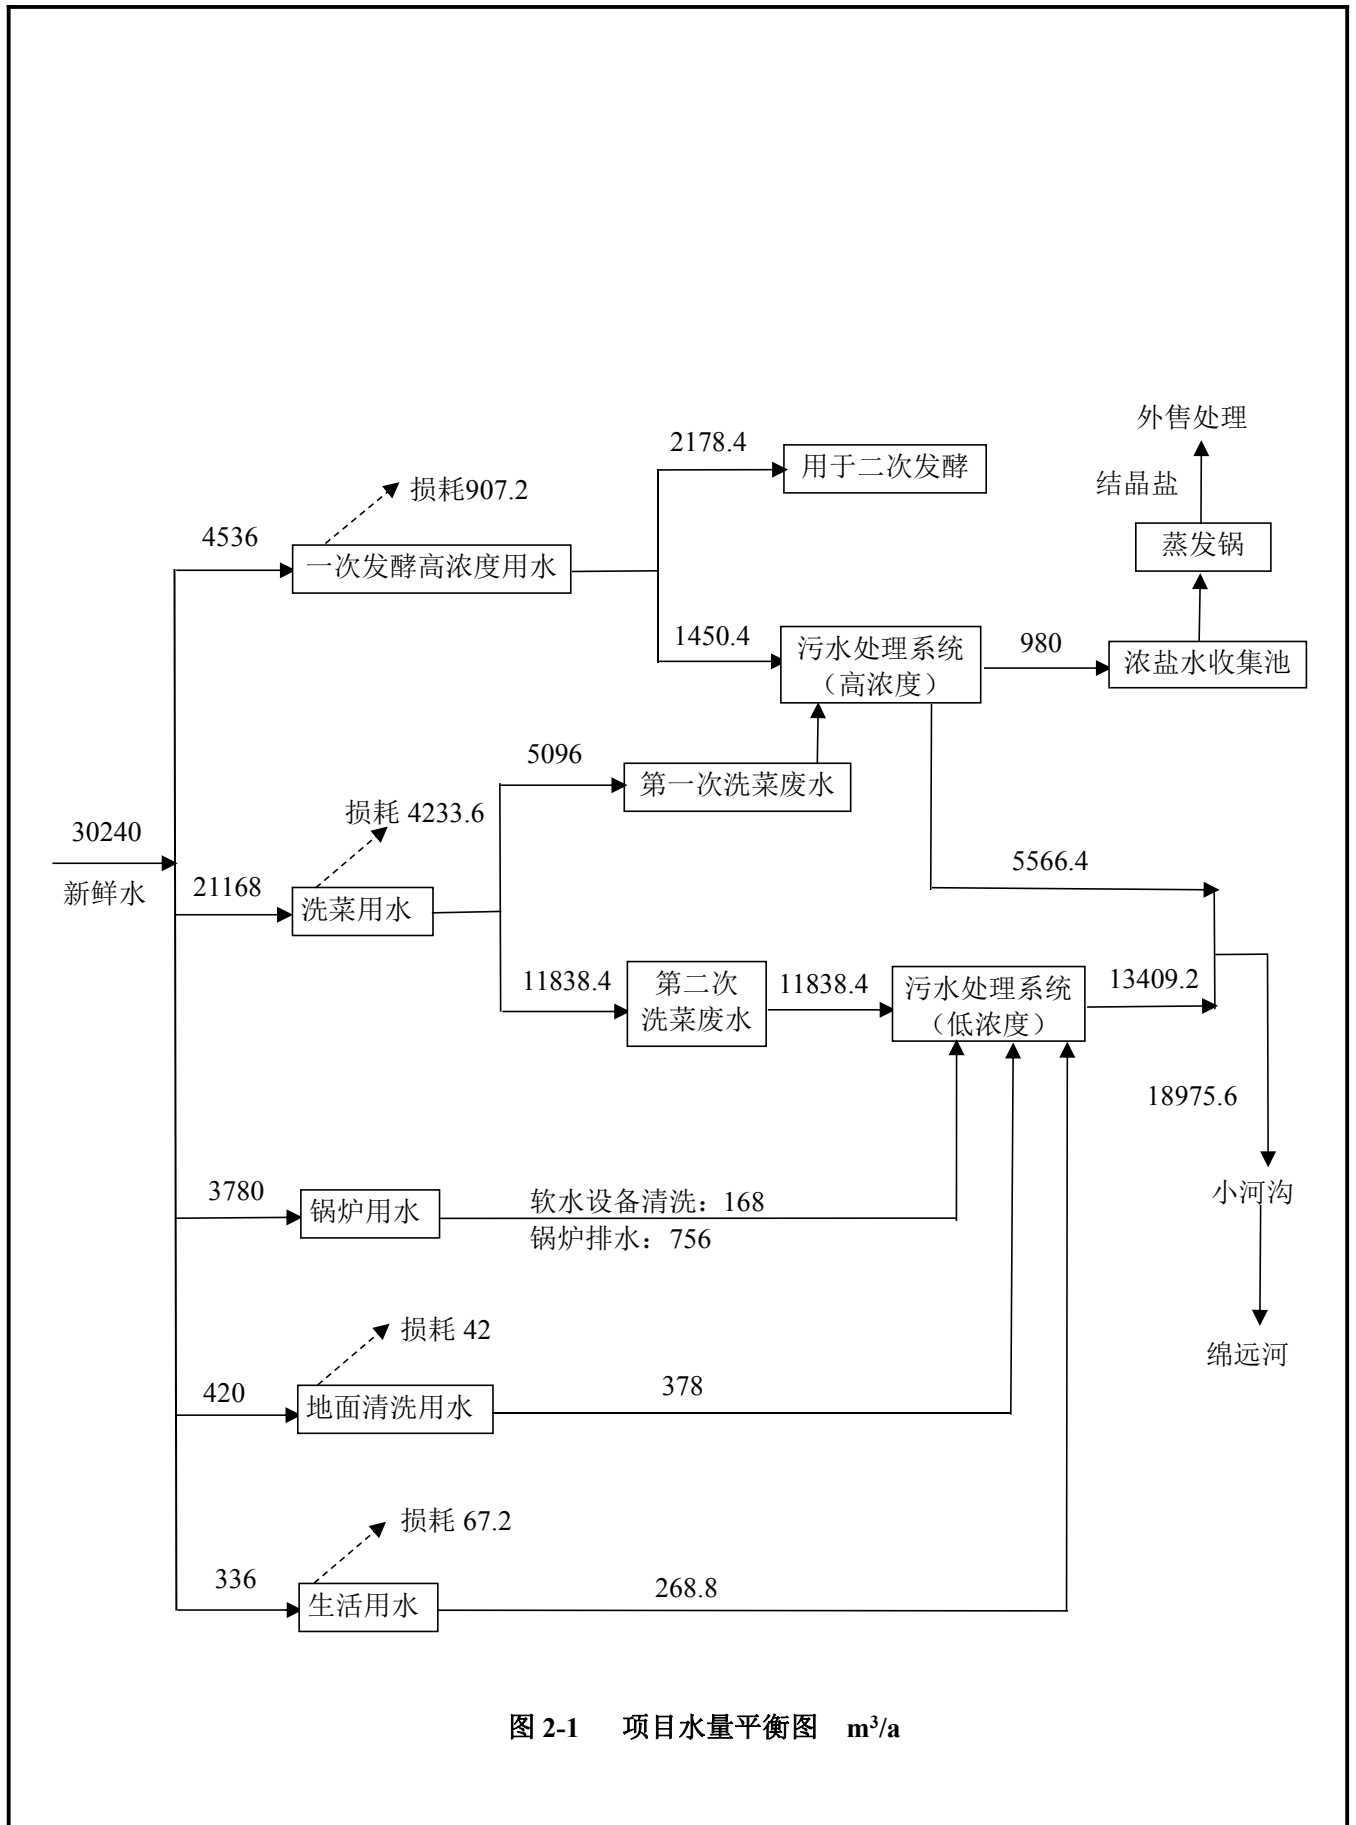 外售处理
2178.4
用于二次发酵
结晶盐
损耗907.2
4536
蒸发锅
一次发酵高浓度用水
1450.4
污水处理系统
（高浓度）
980
浓盐水收集池
5096
第一次洗菜废水
损耗 4233.6
30240
新鲜水
5566.4
21168
洗菜用水
11838.4
第二次
洗菜废水
11838.4
污水处理系统
（低浓度）
13409.2
18975.6
3780
锅炉用水
软水设备清洗：168
锅炉排水：756
小河沟
损耗 42
绵远河
420
地面清洗用水
378
损耗 67.2
336
生活用水
268.8
图 2-1 项目水量平衡图 m³/a